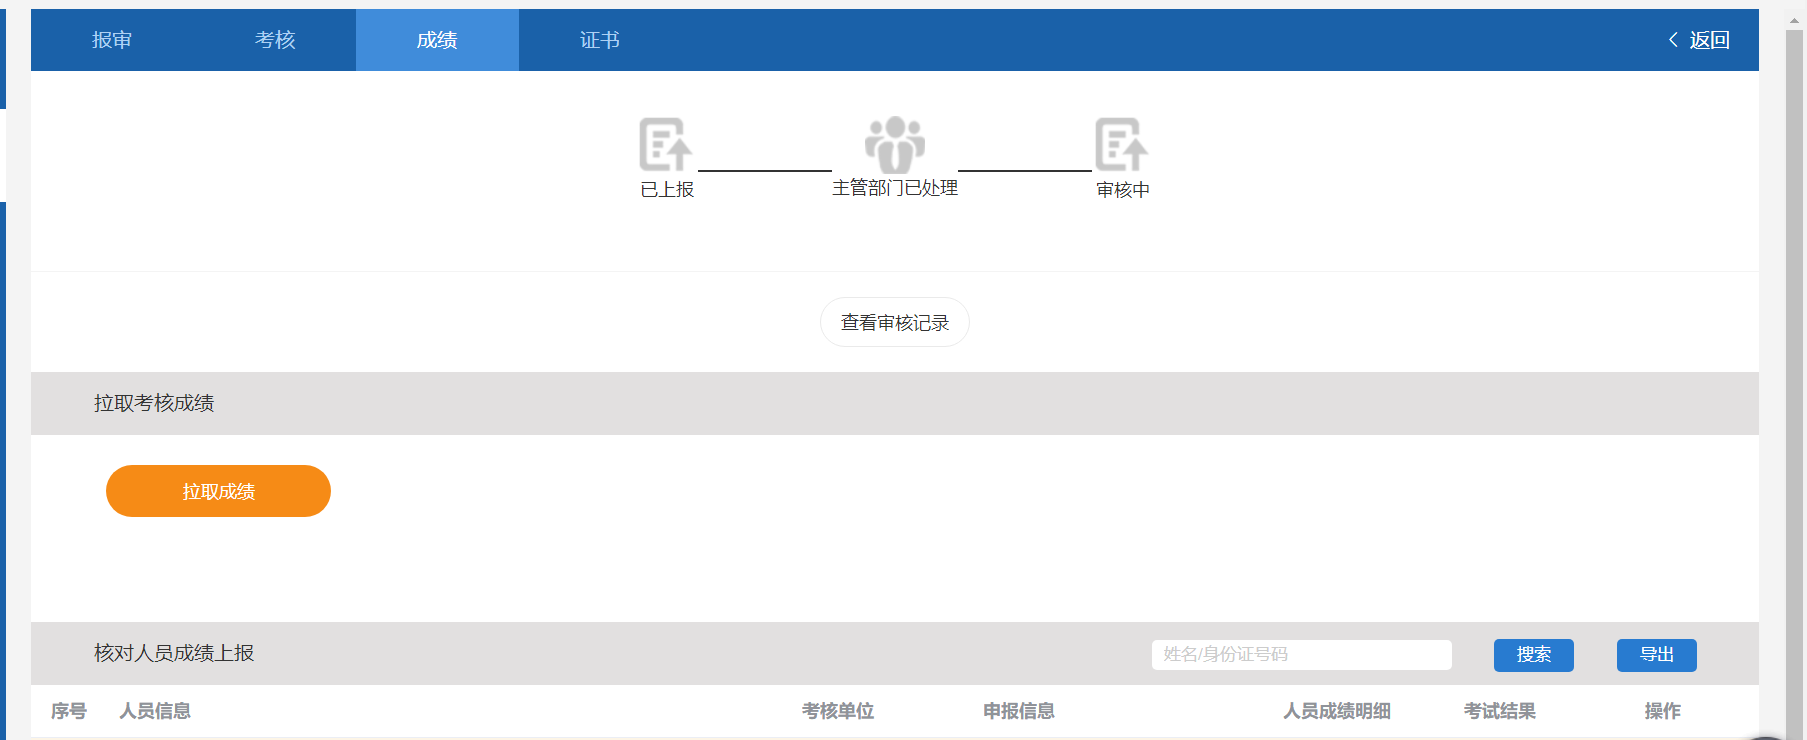 报审 考核 成绩 证书 返回
已上报 主管部门已处理 审核中
查看审核记录
拉取考核成绩
拉取成绩
核对人员成绩上报 姓名/身份证号码 搜索 导出
序号 人员信息 考核单位 申报信息 人员成绩明细 考试结果 操作